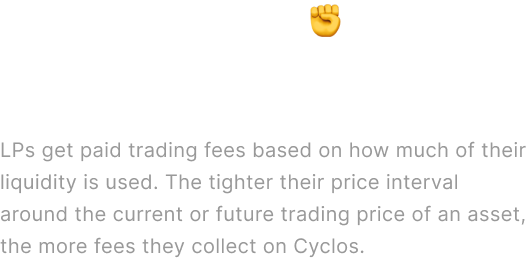 LPs get paid trading fees based on how much of their
liquidity is used. The tighter their price interval
around the current or future trading price of an asset,
the more fees they collect on Cyclos.